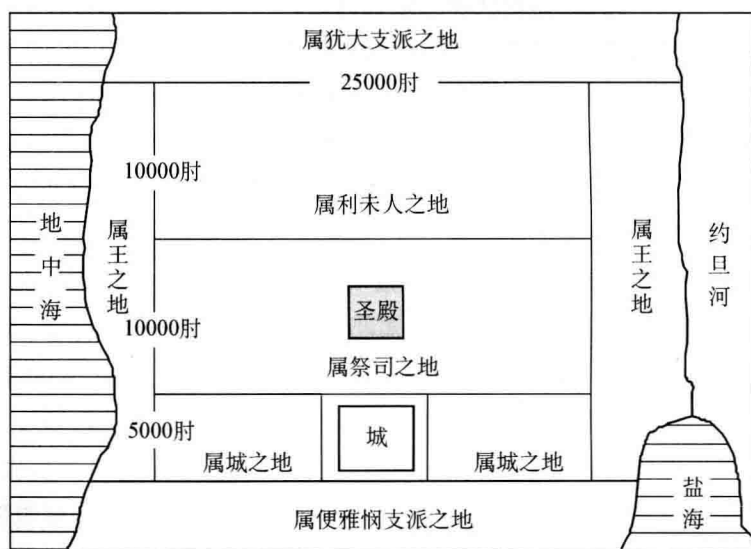 属犹大支派之地
25000肘
10000肘
属利未人之地
地中海
属王之地
属王之地
约旦河
圣殿
10000肘
属祭司之地
5000肘
城
属城之地
属城之地
盐海
属便雅悯支派之地